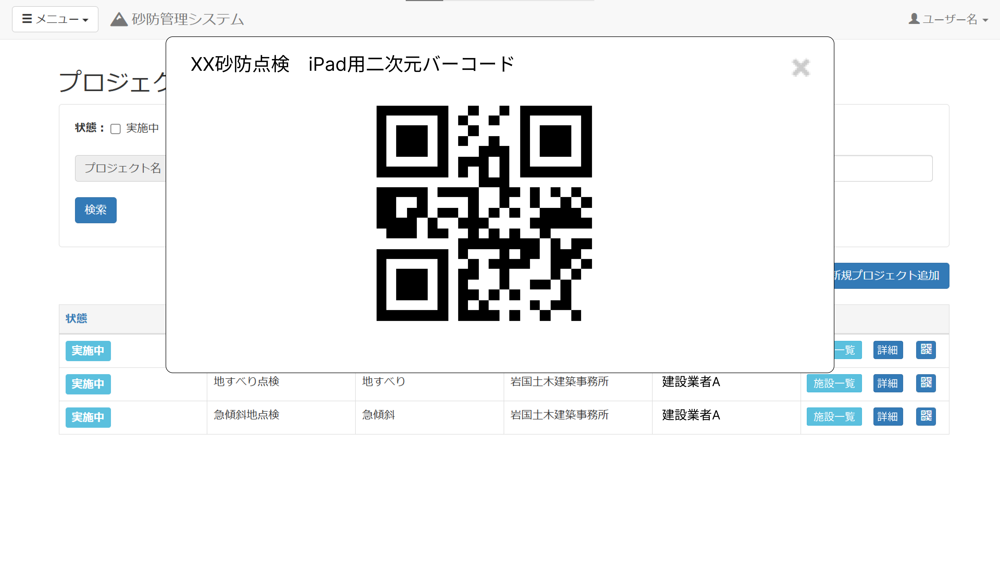 メニュー 砂防管理システム ユーザー名
XX砂防点検　iPad用二次元バーコード
プロジェク
状態： 実施中
プロジェクト名
検索
新規プロジェクト追加
状態
実施中 一覧 詳細
実施中 地すべり点検 地すべり 岩国土木建築事務所 建設業者A 施設一覧 詳細
実施中 急傾斜地点検 急傾斜 岩国土木建築事務所 建設業者A 施設一覧 詳細